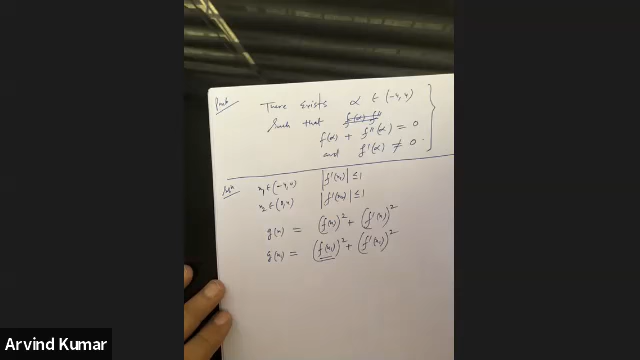 Prob
There exists α ∈ (-4, 4)
Such that
f(α) + f''(α) = 0
and f'(α) ≠ 0.
Solⁿ
x₁ ∈ (-4, 0) |f'(x₁)| ≤ 1
x₂ ∈ (0, 4) |f'(x₂)| ≤ 1
g(x) = (f(x))² + (f'(x))²
g(x₁) = (f(x₁))² + (f'(x₁))²
Arvind Kumar